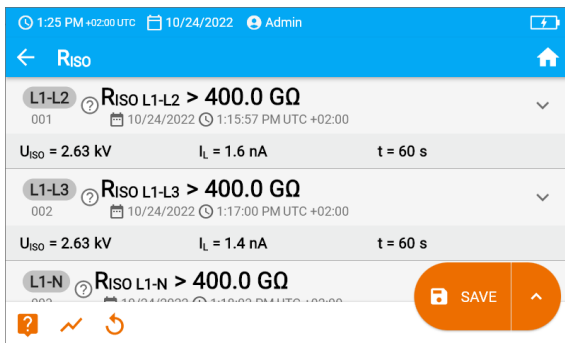 1:25 PM +02:00 UTC 10/24/2022 Admin
RISO
L1-L2 RISO L1-L2 > 400.0 GΩ
001 10/24/2022 1:15:57 PM UTC +02:00
UISO = 2.63 kV IL = 1.6 nA t = 60 s
L1-L3 RISO L1-L3 > 400.0 GΩ
002 10/24/2022 1:17:00 PM UTC +02:00
UISO = 2.63 kV IL = 1.4 nA t = 60 s
L1-N RISO L1-N > 400.0 GΩ
10/24/2022
SAVE